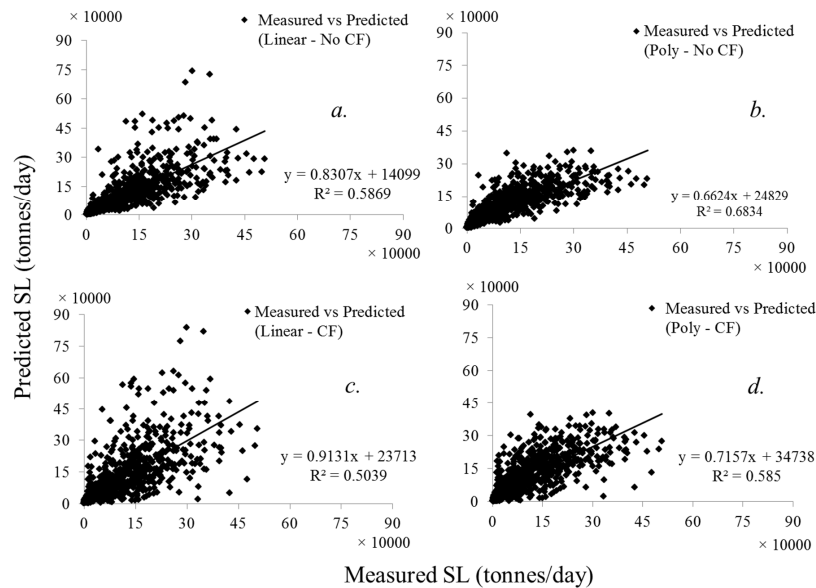 Predicted SL (tonnes/day)
× 10000
Measured vs Predicted
(Linear - No CF)
90
75
60
45
30
15
0
a.
y = 0.8307x + 14099
R² = 0.5869
0 15 30 45 60 75 90
× 10000
× 10000
Measured vs Predicted
(Poly - No CF)
90
75
60
45
30
15
0
b.
y = 0.6624x + 24829
R² = 0.6834
0 15 30 45 60 75 90
× 10000
× 10000
Measured vs Predicted
(Linear - CF)
90
75
60
45
30
15
0
c.
y = 0.9131x + 23713
R² = 0.5039
0 15 30 45 60 75 90
× 10000
× 10000
Measured vs Predicted
(Poly - CF)
90
75
60
45
30
15
0
d.
y = 0.7157x + 34738
R² = 0.585
0 15 30 45 60 75 90
× 10000
Measured SL (tonnes/day)